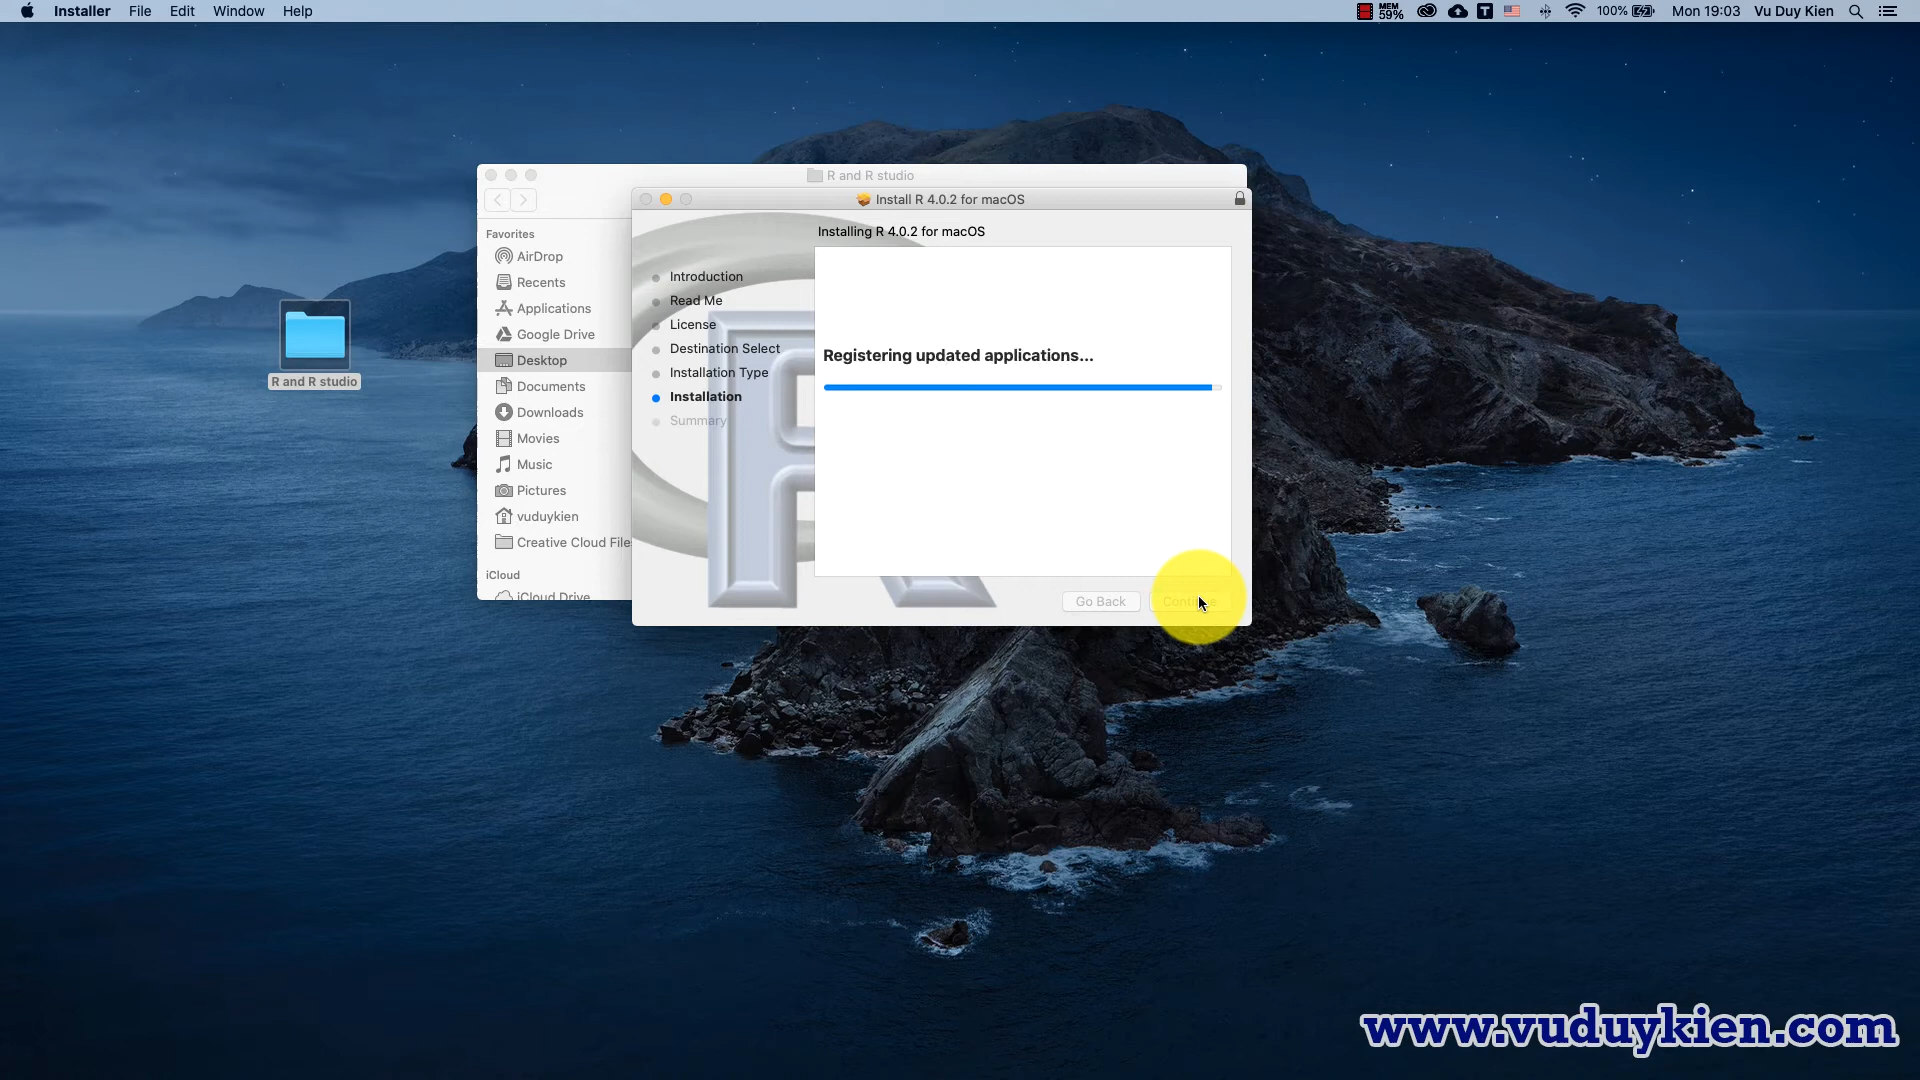 Installer File Edit Window Help
MEM 59% T 100% Mon 19:03 Vu Duy Kien
R and R studio
Install R 4.0.2 for macOS
Favorites
AirDrop
Recents
Applications
Google Drive
Desktop
Documents
Downloads
Movies
Music
Pictures
vuduykien
Creative Cloud File
iCloud
iCloud Drive
Installing R 4.0.2 for macOS
Introduction
Read Me
License
Destination Select
Installation Type
Installation
Summary
Registering updated applications...
Go Back Continue
R and R studio
www.vuduykien.com